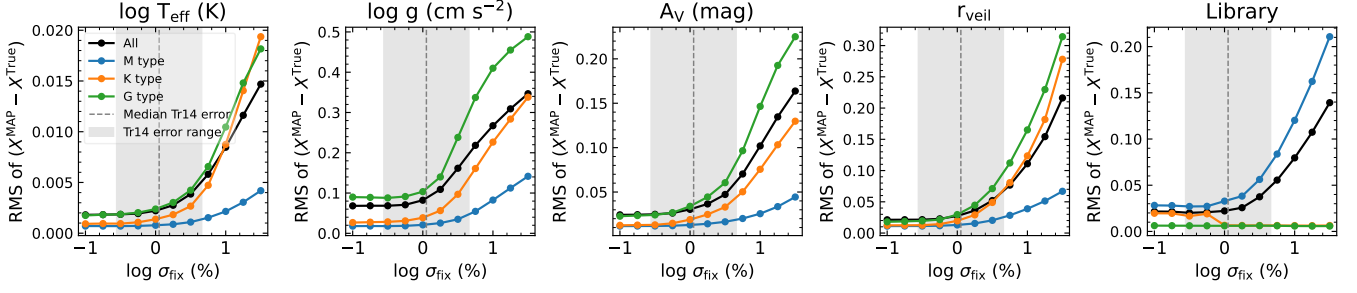 log T_eff (K)
RMS of (X^MAP − X^True)
0.020
0.015
0.010
0.005
0.000
All
M type
K type
G type
Median Tr14 error
Tr14 error range
−1 0 1
log σ_fix (%)
log g (cm s^−2)
RMS of (X^MAP − X^True)
0.5
0.4
0.3
0.2
0.1
0.0
−1 0 1
log σ_fix (%)
A_V (mag)
RMS of (X^MAP − X^True)
0.20
0.15
0.10
0.05
−1 0 1
log σ_fix (%)
r_veil
RMS of (X^MAP − X^True)
0.30
0.25
0.20
0.15
0.10
0.05
0.00
−1 0 1
log σ_fix (%)
Library
RMS of (X^MAP − X^True)
0.20
0.15
0.10
0.05
0.00
−1 0 1
log σ_fix (%)